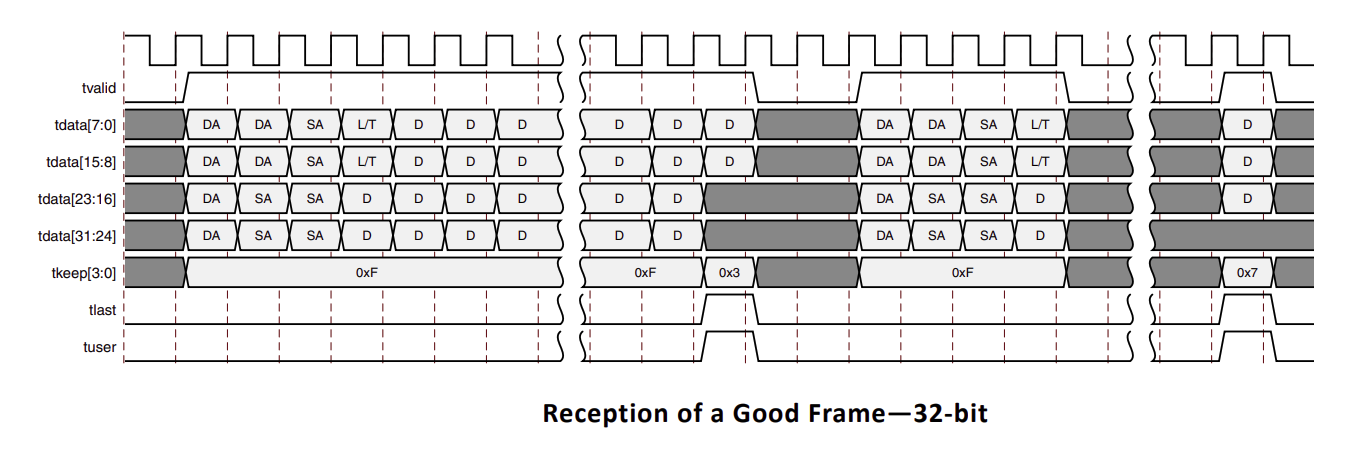 tvalid
tdata[7:0] DA DA SA L/T D D D D D D DA DA SA L/T D
tdata[15:8] DA DA SA L/T D D D D D D DA DA SA L/T D
tdata[23:16] DA SA SA D D D D D D DA SA SA D D
tdata[31:24] DA SA SA D D D D D D DA SA SA D
tkeep[3:0] 0xF 0xF 0x3 0xF 0x7
tlast
tuser
Reception of a Good Frame—32-bit